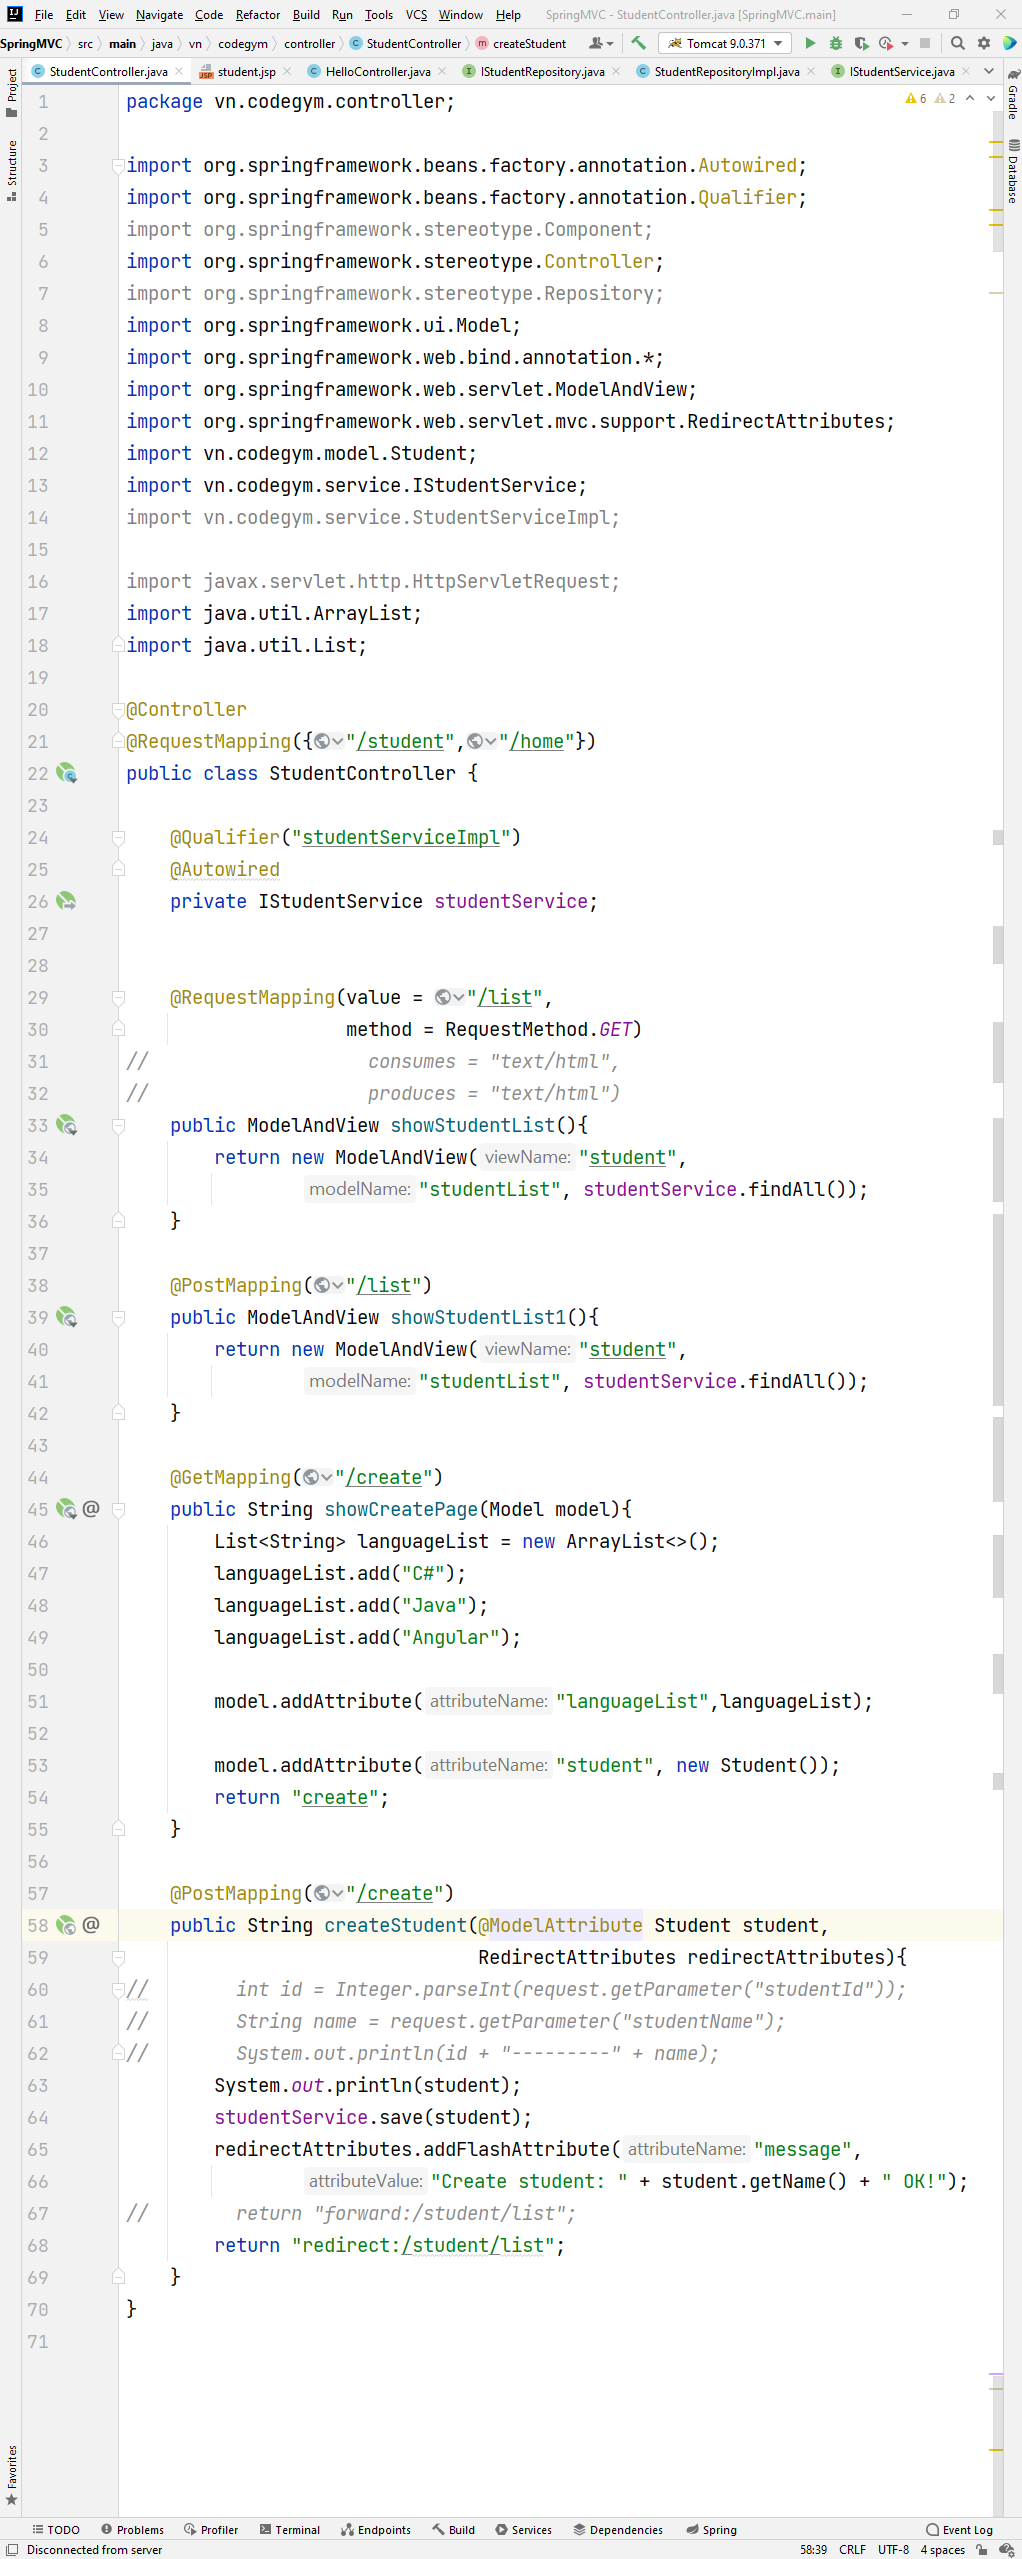 File Edit View Navigate Code Refactor Build Run Tools VCS Window Help SpringMVC - StudentController.java [SpringMVC.main]
SpringMVC src main java vn codegym controller StudentController createStudent Tomcat 9.0.371
StudentController.java student.jsp HelloController.java IStudentRepository.java StudentRepositoryImpl.java IStudentService.java
Project
Structure
Favorites
Gradle
Database
6 2
1 package vn.codegym.controller;
2
3 import org.springframework.beans.factory.annotation.Autowired;
4 import org.springframework.beans.factory.annotation.Qualifier;
5 import org.springframework.stereotype.Component;
6 import org.springframework.stereotype.Controller;
7 import org.springframework.stereotype.Repository;
8 import org.springframework.ui.Model;
9 import org.springframework.web.bind.annotation.*;
10 import org.springframework.web.servlet.ModelAndView;
11 import org.springframework.web.servlet.mvc.support.RedirectAttributes;
12 import vn.codegym.model.Student;
13 import vn.codegym.service.IStudentService;
14 import vn.codegym.service.StudentServiceImpl;
15
16 import javax.servlet.http.HttpServletRequest;
17 import java.util.ArrayList;
18 import java.util.List;
19
20 @Controller
21 @RequestMapping({"/student","/home"})
22 public class StudentController {
23
24     @Qualifier("studentServiceImpl")
25     @Autowired
26     private IStudentService studentService;
27
28
29     @RequestMapping(value = "/list",
30                     method = RequestMethod.GET)
31 //                    consumes = "text/html",
32 //                    produces = "text/html")
33     public ModelAndView showStudentList(){
34         return new ModelAndView( viewName: "student",
35                 modelName: "studentList", studentService.findAll());
36     }
37
38     @PostMapping("/list")
39     public ModelAndView showStudentList1(){
40         return new ModelAndView( viewName: "student",
41                 modelName: "studentList", studentService.findAll());
42     }
43
44     @GetMapping("/create")
45 @   public String showCreatePage(Model model){
46         List<String> languageList = new ArrayList<>();
47         languageList.add("C#");
48         languageList.add("Java");
49         languageList.add("Angular");
50
51         model.addAttribute( attributeName: "languageList",languageList);
52
53         model.addAttribute( attributeName: "student", new Student());
54         return "create";
55     }
56
57     @PostMapping("/create")
58 @   public String createStudent(@ModelAttribute Student student,
59                                 RedirectAttributes redirectAttributes){
60 //        int id = Integer.parseInt(request.getParameter("studentId"));
61 //        String name = request.getParameter("studentName");
62 //        System.out.println(id + "---------" + name);
63         System.out.println(student);
64         studentService.save(student);
65         redirectAttributes.addFlashAttribute( attributeName: "message",
66                 attributeValue: "Create student: " + student.getName() + " OK!");
67 //        return "forward:/student/list";
68         return "redirect:/student/list";
69     }
70 }
71
TODO Problems Profiler Terminal Endpoints Build Services Dependencies Spring Event Log
Disconnected from server 58:39 CRLF UTF-8 4 spaces